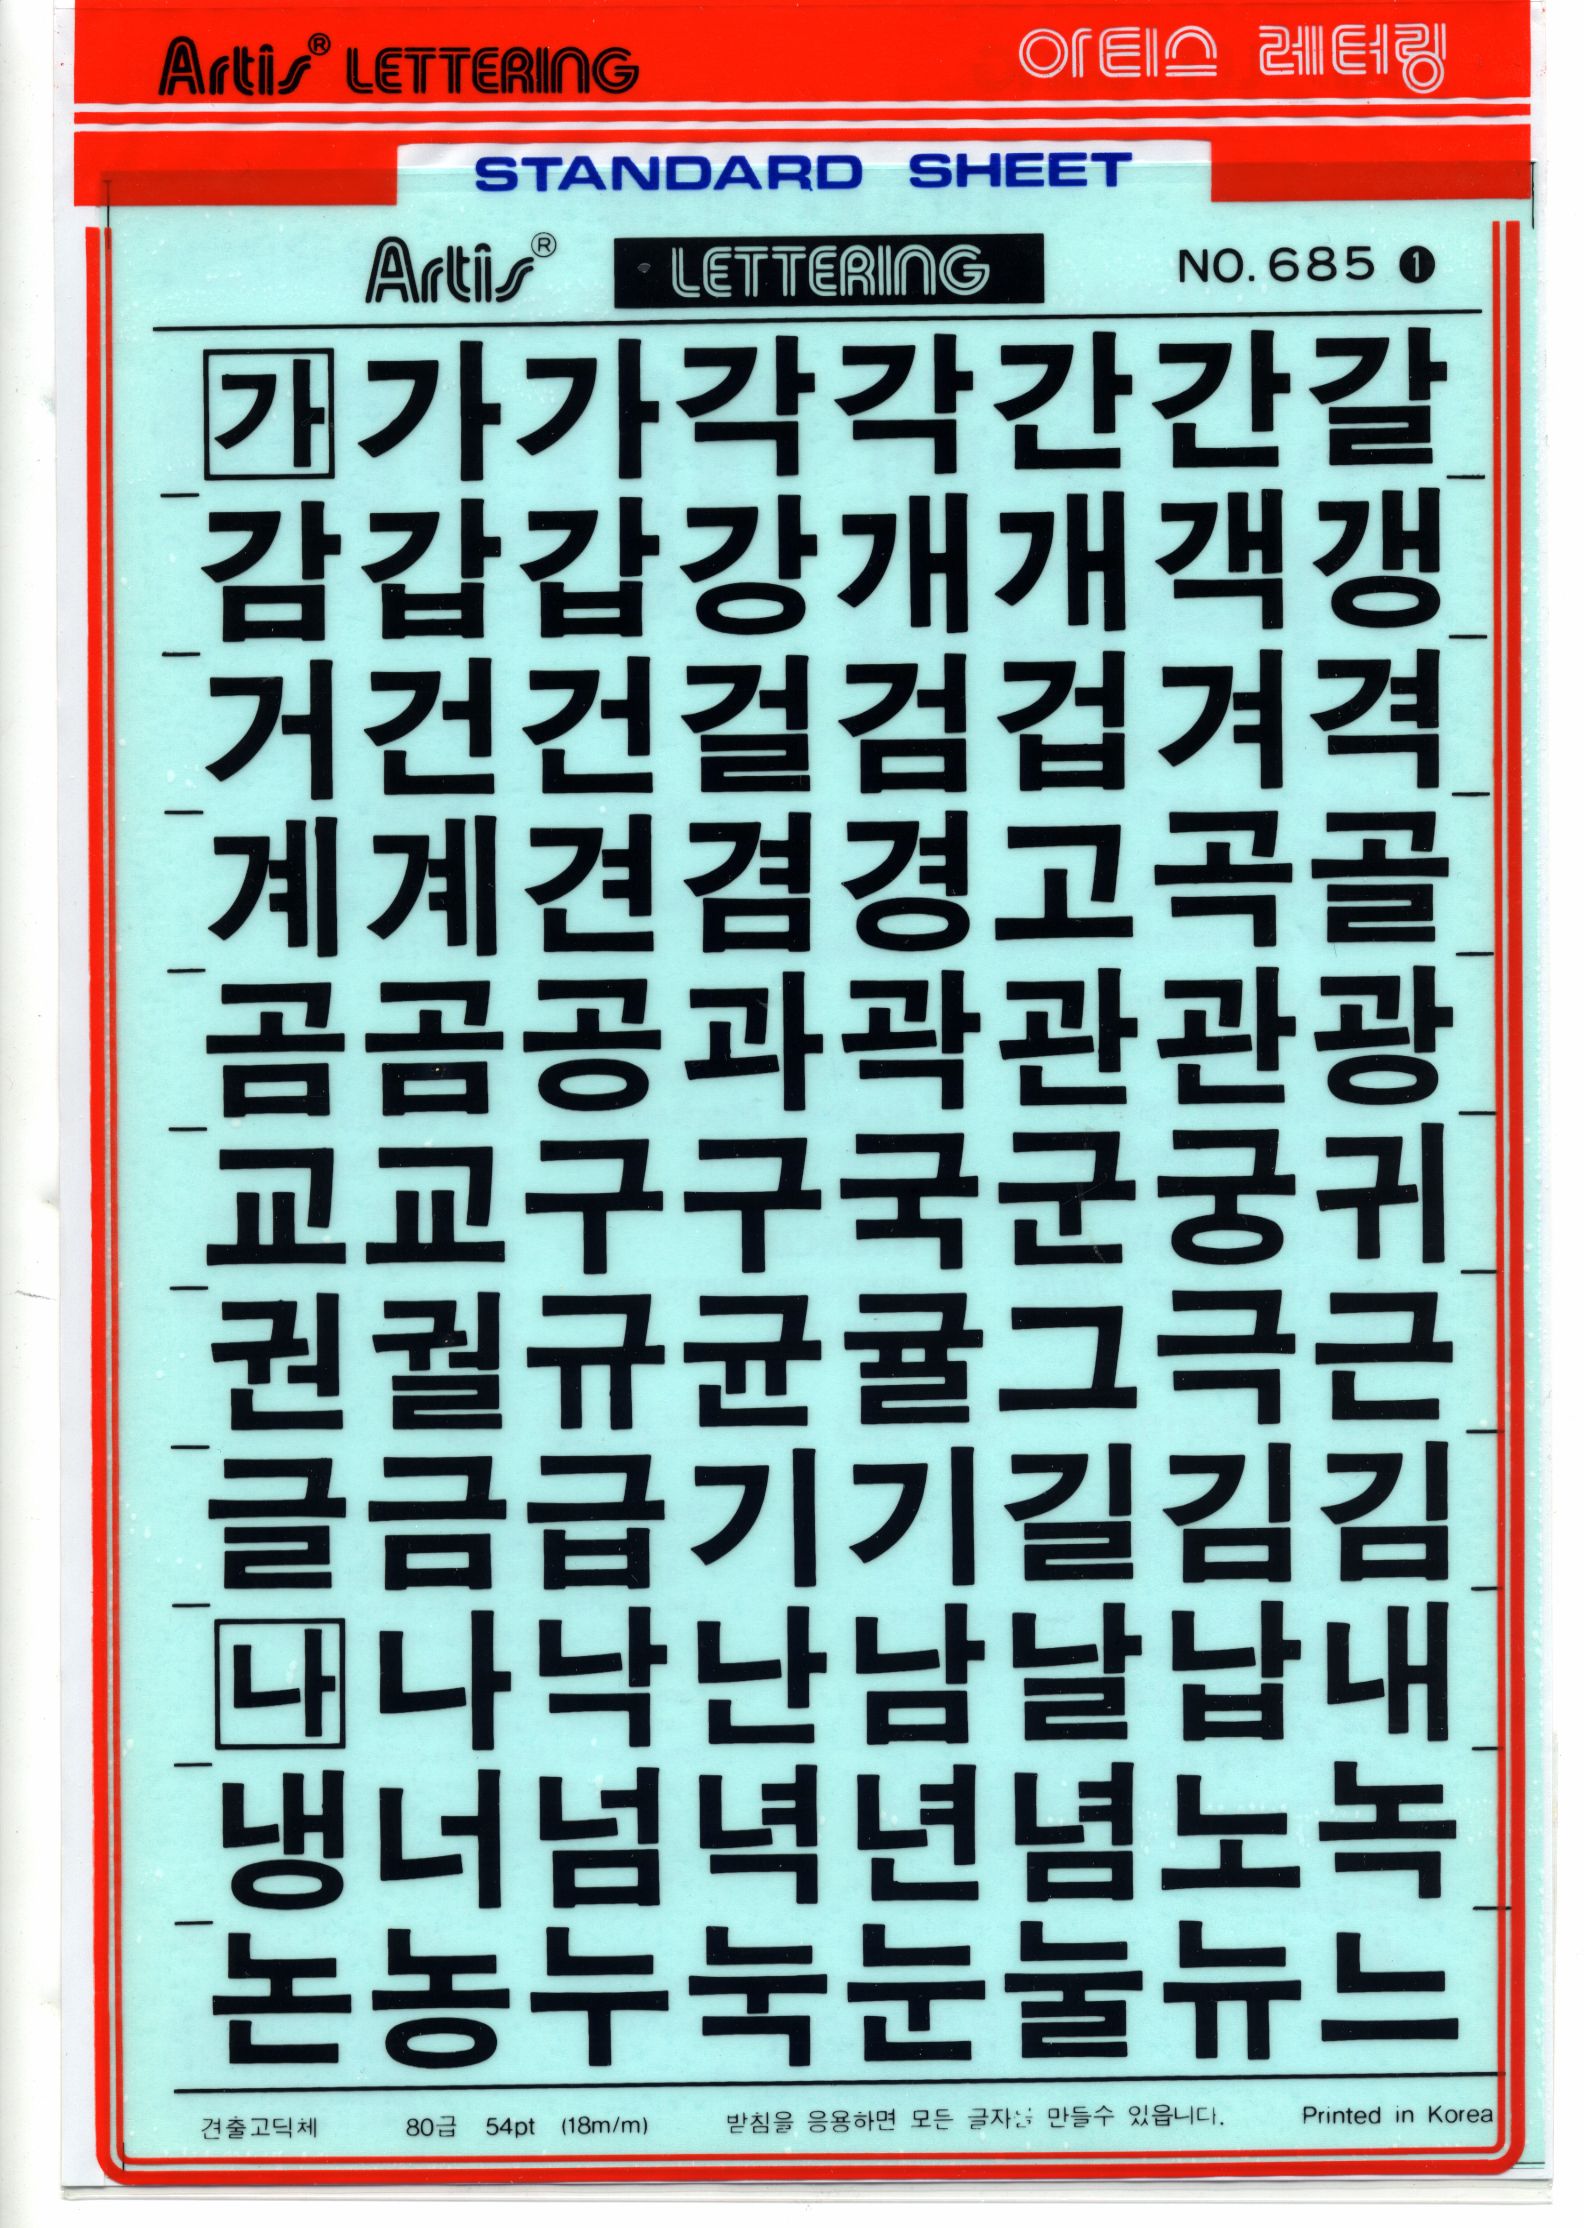 Artis® LETTERING 아티스 레터링
STANDARD SHEET
Artis® LETTERING NO.685 ❶
가 가 가 각 각 간 간 갈
감 갑 갑 강 개 개 객 갱
거 건 건 걸 검 겁 겨 격
계 계 견 겸 경 고 곡 골
곰 곰 공 과 곽 관 관 광
교 교 구 구 국 군 궁 귀
권 궐 규 균 귤 그 극 근
글 금 급 기 기 길 김 김
나 나 낙 난 남 날 납 내
냉 너 넘 녁 년 념 노 녹
논 농 누 눅 눈 눌 뉴 느
견출고딕체 80급 54pt (18m/m) 받침을 응용하면 모든 글자를 만들수 있읍니다. Printed in Korea